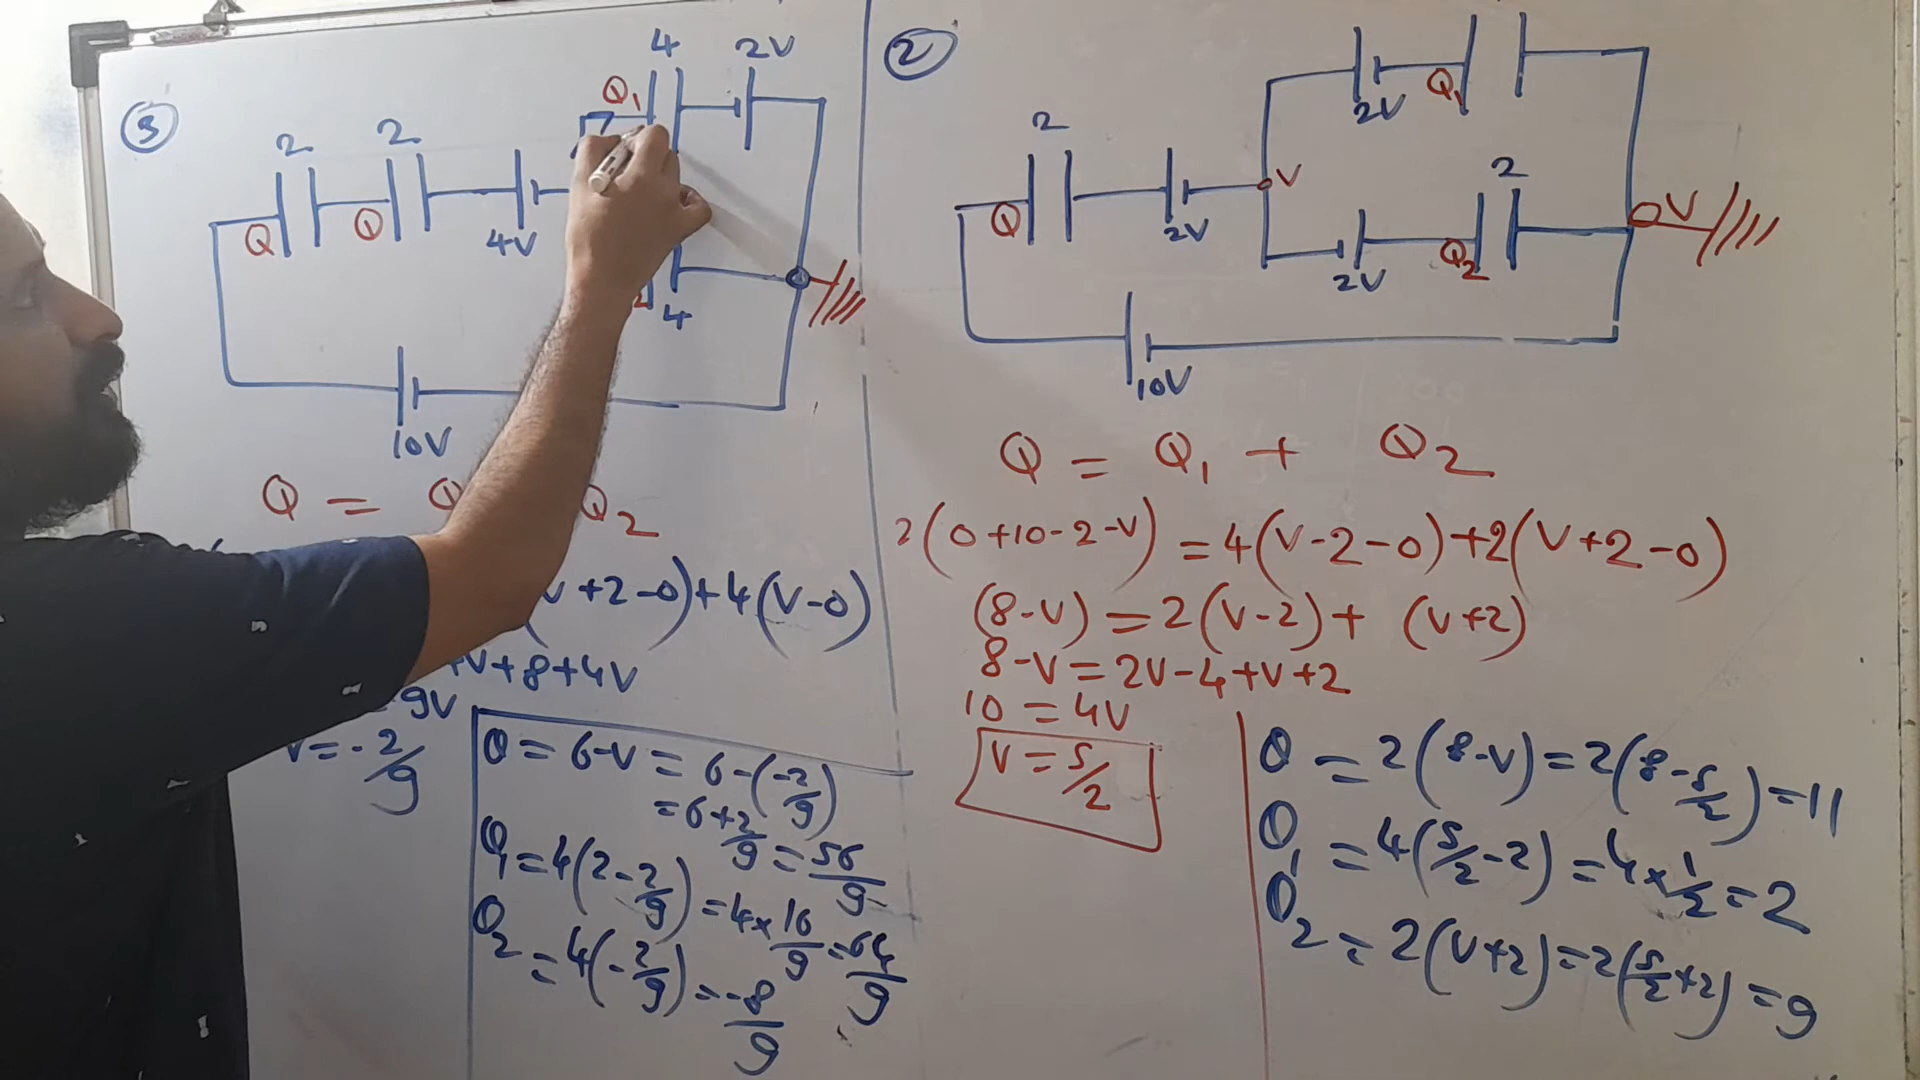 3
4 2V
Q1
2 2
Q Q
4V
4
10V
Q = Q2
V+2-0)+4(V-0)
4V+8+4V
9V
V=-2/9
Q = 6-V = 6-(-2/9)
=6+2/9=56/9
Q1=4(2-2/9)=4×16/9=64/9
Q2=4(-2/9)=-8/9
2
2V Q1
2 2
Q 2V V V
2V Q2
10V
Q = Q1 + Q2
2(0+10-2-V)=4(V-2-0)+2(V+2-0)
(8-V)=2(V-2)+ (V+2)
8-V=2V-4+V+2
10=4V
V=5/2
Q=2(8-V)=2(8-5/2)=11
Q1=4(5/2-2)=4×1/2=2
Q2=2(V+2)=2(5/2+2)=9